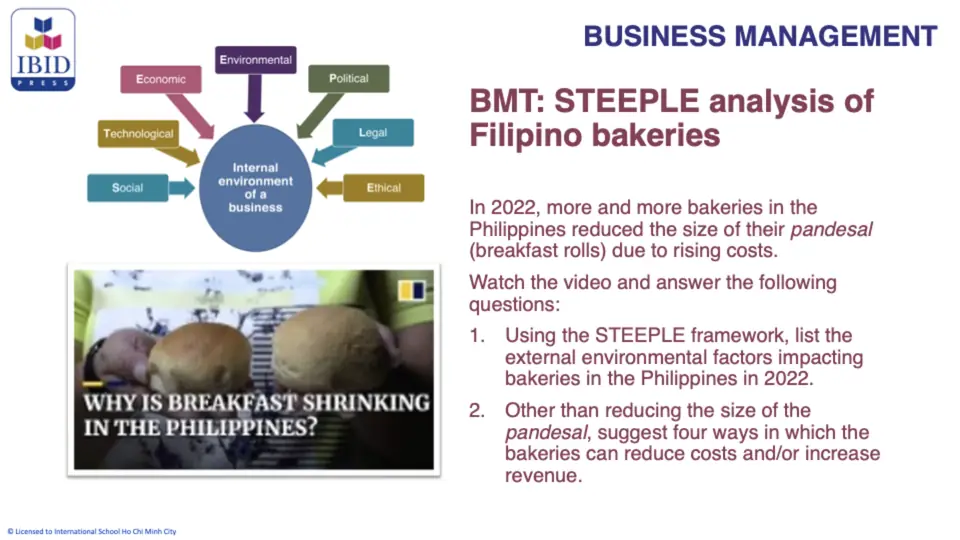 IBID
PRESS
BUSINESS MANAGEMENT
Environmental
Economic
Political
Technological
Legal
Social
Ethical
Internal
environment
of a
business
BMT: STEEPLE analysis of
Filipino bakeries
In 2022, more and more bakeries in the
Philippines reduced the size of their pandesal
(breakfast rolls) due to rising costs.
Watch the video and answer the following
questions:
1. Using the STEEPLE framework, list the
external environmental factors impacting
bakeries in the Philippines in 2022.
2. Other than reducing the size of the
pandesal, suggest four ways in which the
bakeries can reduce costs and/or increase
revenue.
WHY IS BREAKFAST SHRINKING
IN THE PHILIPPINES?
© Licensed to International School Ho Chi Minh City